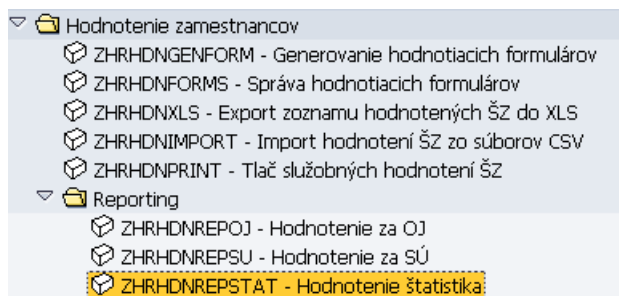 Hodnotenie zamestnancov
ZHRHDNGENFORM - Generovanie hodnotiacich formulárov
ZHRHDNFORMS - Správa hodnotiacich formulárov
ZHRHDNXLS - Export zoznamu hodnotených ŠZ do XLS
ZHRHDNIMPORT - Import hodnotení ŠZ zo súborov CSV
ZHRHDNPRINT - Tlač služobných hodnotení ŠZ
Reporting
ZHRHDNREPOJ - Hodnotenie za OJ
ZHRHDNREPSU - Hodnotenie za SÚ
ZHRHDNREPSTAT - Hodnotenie štatistika